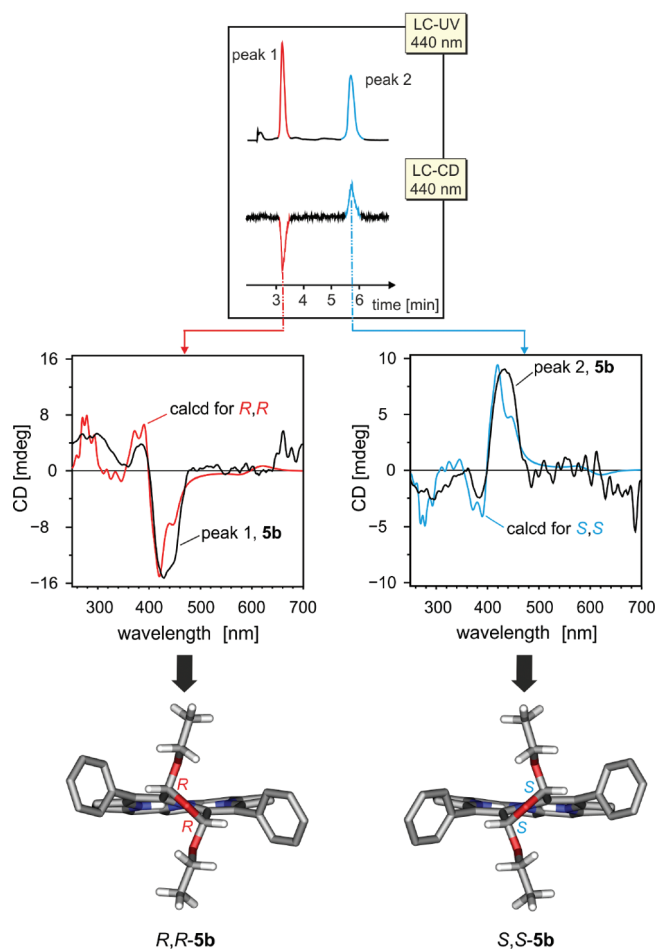 LC-UV
440 nm
peak 1
peak 2
LC-CD
440 nm
3 4 5 6 time [min]
16
8
0
-8
-16
CD [mdeg]
calcd for R,R
peak 1, 5b
300 400 500 600 700
wavelength [nm]
10
5
0
-5
-10
CD [mdeg]
peak 2, 5b
calcd for S,S
300 400 500 600 700
wavelength [nm]
R
R
R,R-5b
S
S
S,S-5b